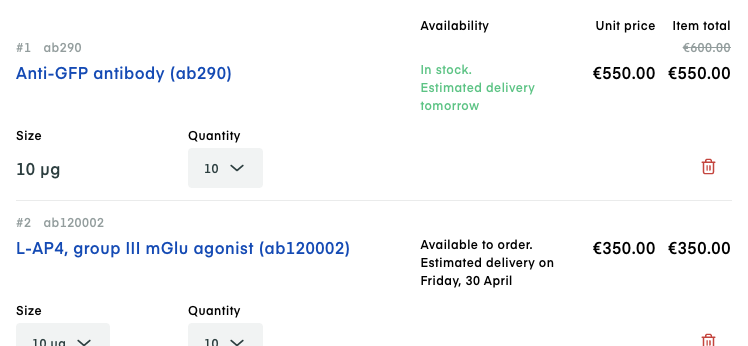 Availability Unit price Item total
#1 ab290 €600.00
Anti-GFP antibody (ab290) In stock. €550.00 €550.00
Estimated delivery
tomorrow
Size Quantity
10 µg 10
#2 ab120002
L-AP4, group III mGlu agonist (ab120002) Available to order. €350.00 €350.00
Estimated delivery on
Friday, 30 April
Size Quantity
10 µg 10